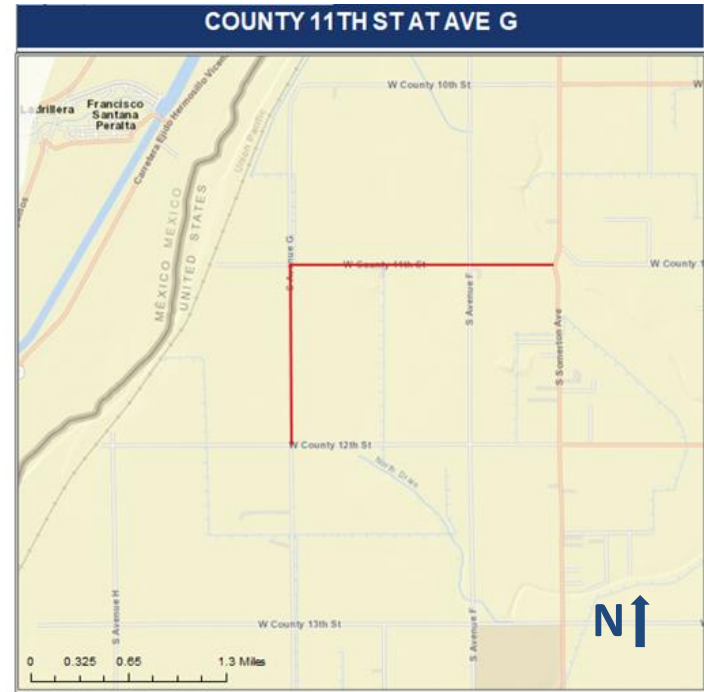 COUNTY 11TH ST AT AVE G
W County 10th St
W
Ladrillera
Francisco
Santana
Peralta
Carretera Ejido Hermosillo Vicen
Union Pacific
MÉXICO MEXICO
UNITED STATES
S Avenue G
W County 11th St
W County 1
S Avenue F
S Somerton Ave
W County 12th St
North Drain
S Avenue H
W County 13th St
W
S Avenue F
N
0 0.325 0.65 1.3 Miles